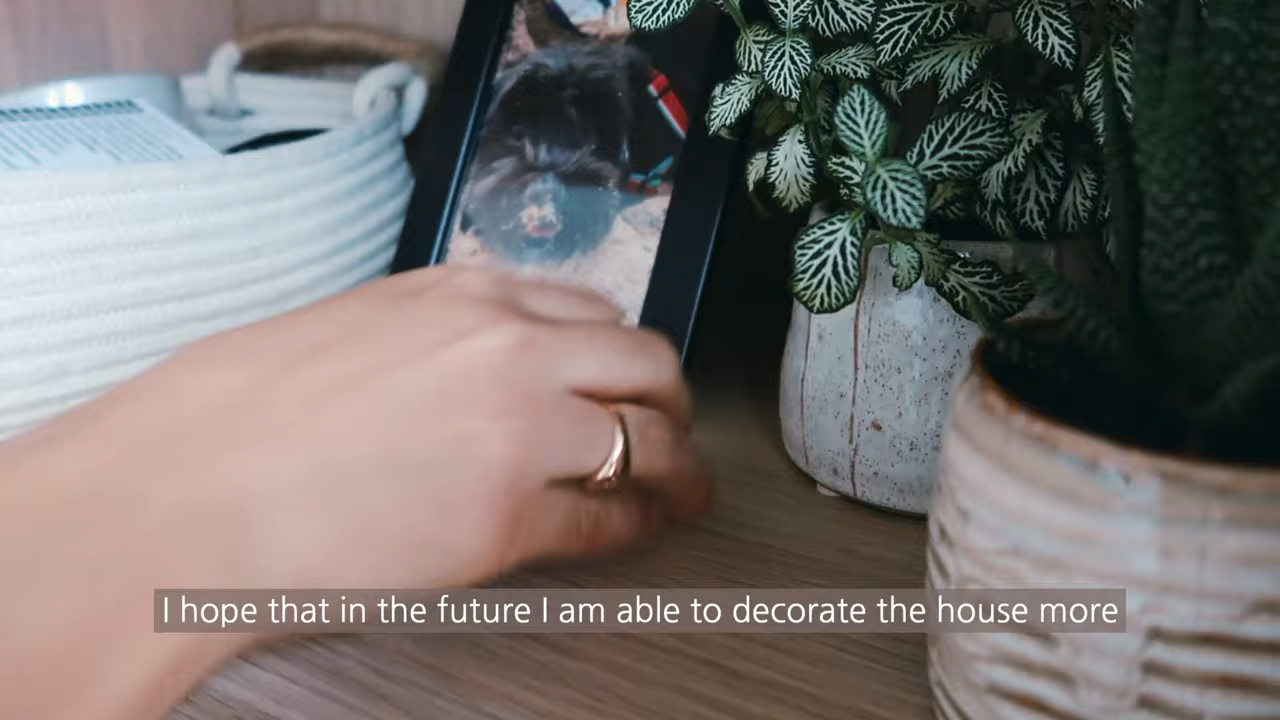 I hope that in the future I am able to decorate the house more